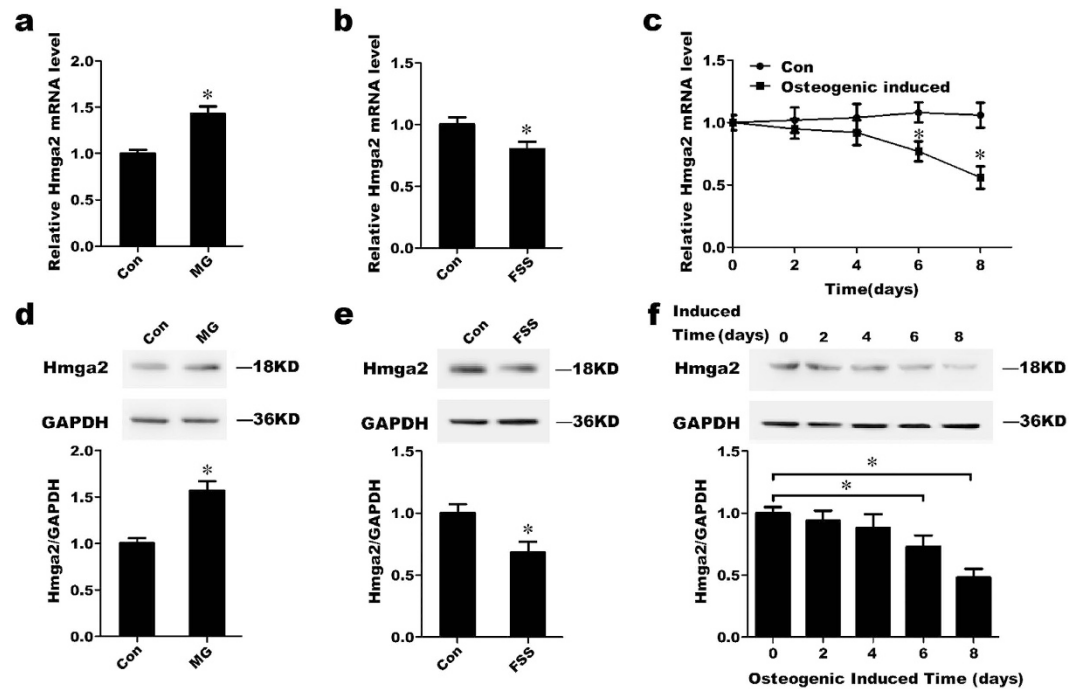 a
Relative Hmga2 mRNA level
2.0
1.5
1.0
0.5
0.0
*
Con
MG
b
Relative Hmga2 mRNA level
1.5
1.0
0.5
0.0
*
Con
FSS
c
Relative Hmga2 mRNA level
1.5
1.0
0.5
0.0
Con
Osteogenic induced
*
*
0 2 4 6 8
Time(days)
d
Con MG
Hmga2 —18KD
GAPDH —36KD
Hmga2/GAPDH
2.0
1.5
1.0
0.5
0.0
*
Con
MG
e
Con FSS
Hmga2 —18KD
GAPDH —36KD
Hmga2/GAPDH
1.5
1.0
0.5
0.0
*
Con
FSS
f Induced
Time (days) 0 2 4 6 8
Hmga2 —18KD
GAPDH —36KD
Hmga2/GAPDH
1.5
1.0
0.5
0.0
*
*
0 2 4 6 8
Osteogenic Induced Time (days)